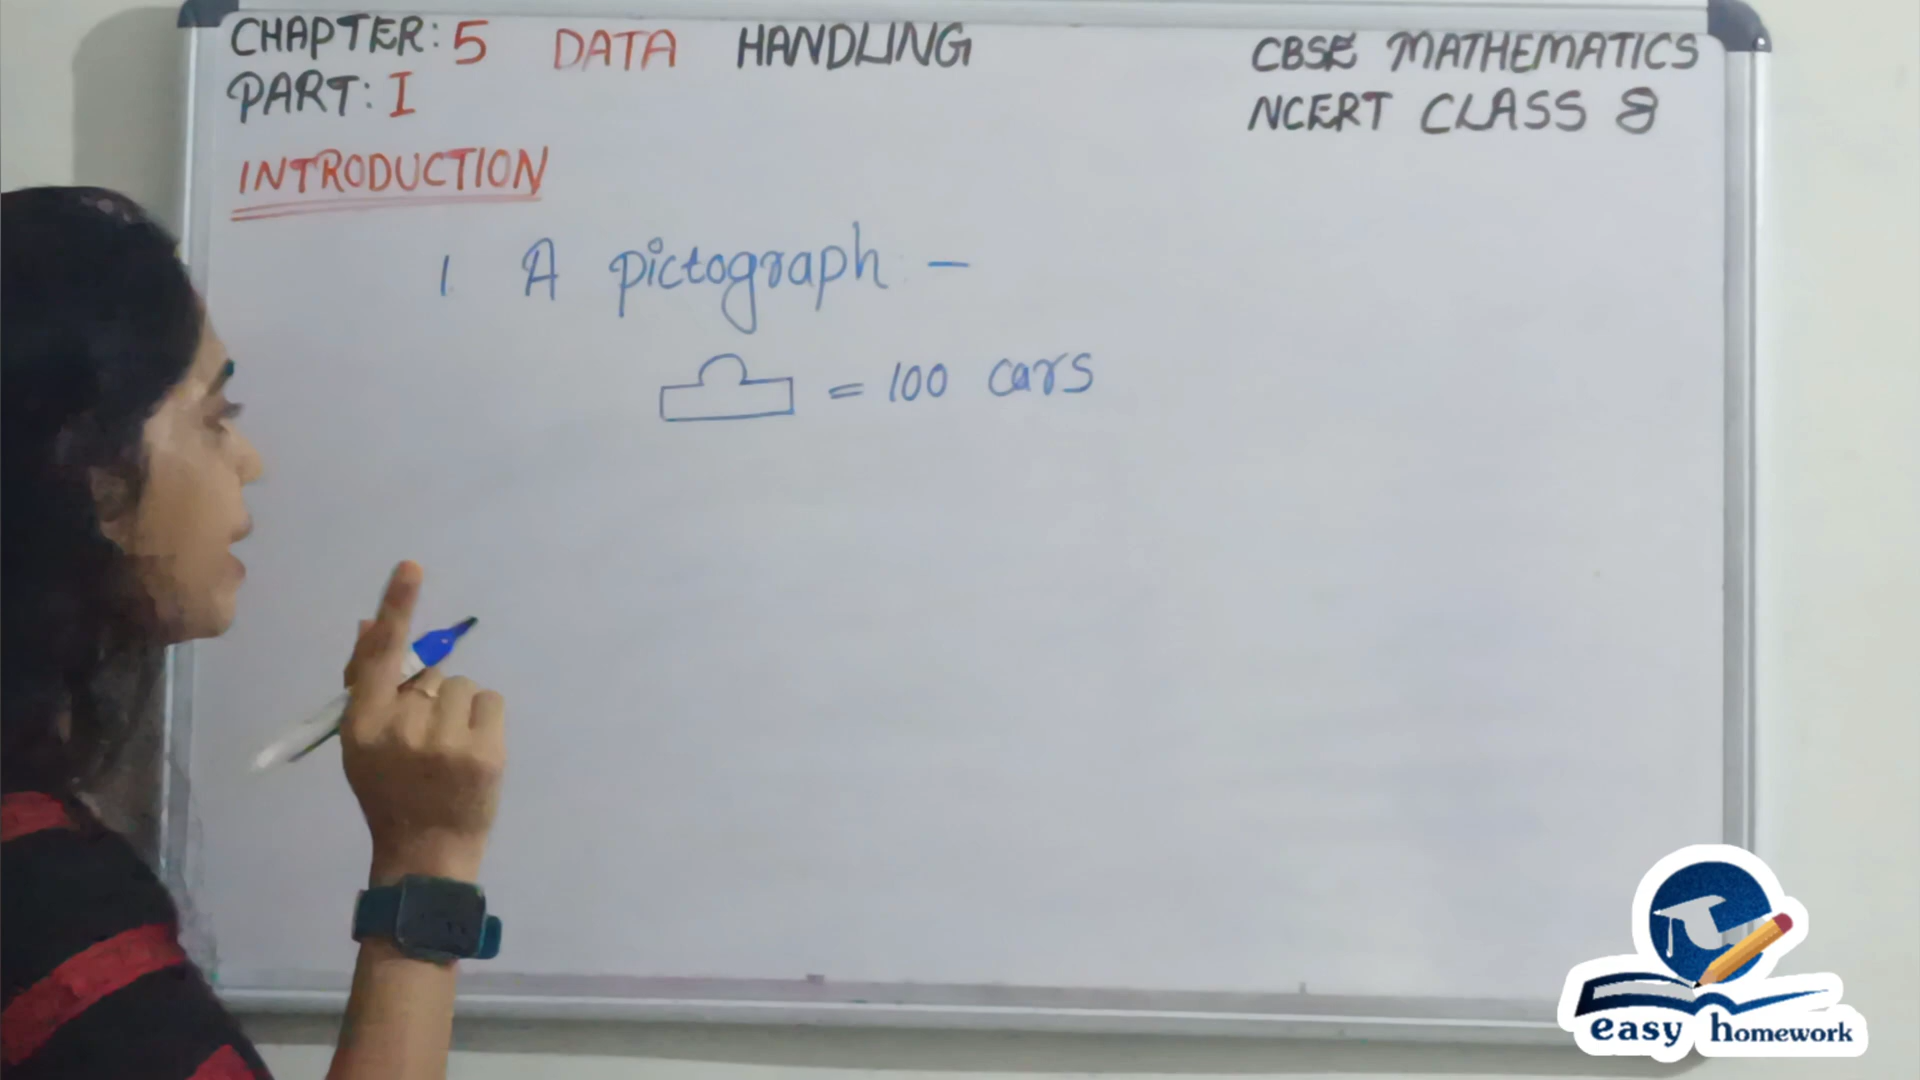 CHAPTER: 5 DATA HANDLING
PART: I
CBSE MATHEMATICS
NCERT CLASS 8
INTRODUCTION
1. A pictograph -
= 100 cars
easy homework